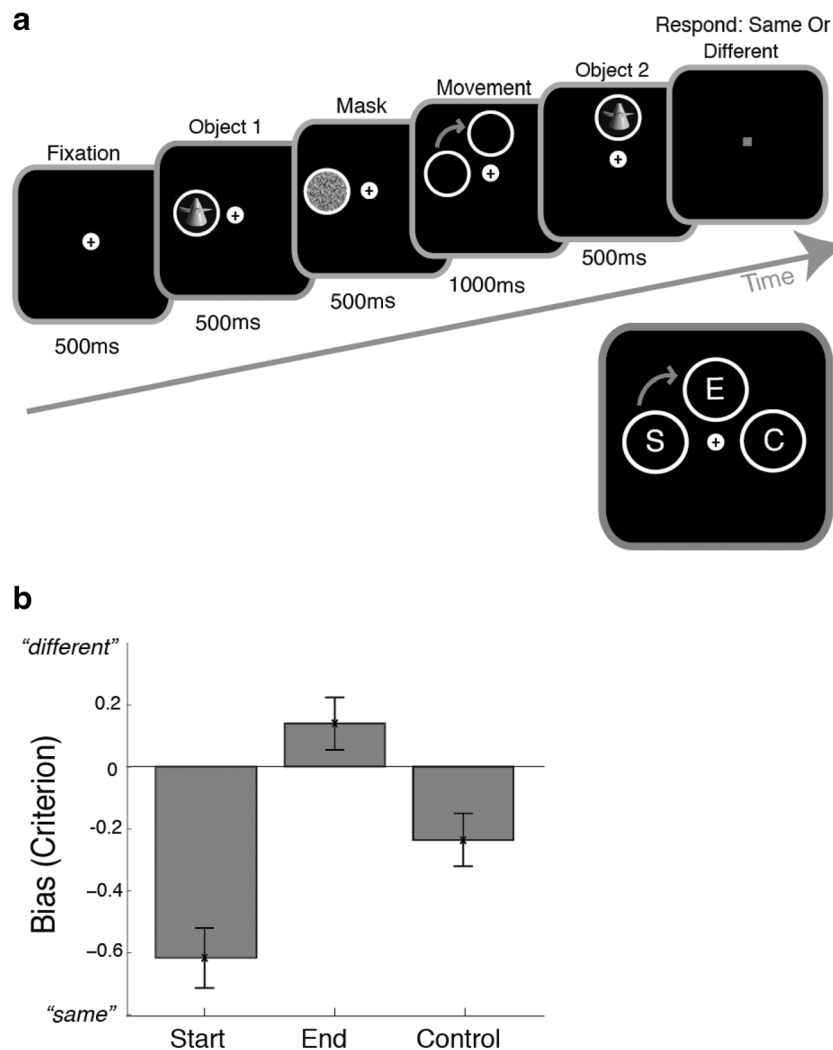 a
Respond: Same Or
Different
Object 2
Movement
Mask
Object 1
Fixation
500ms
500ms
500ms
1000ms
500ms
Time
E
S
C
b
"different"
0.2
0
-0.2
-0.4
-0.6
"same"
Bias (Criterion)
Start
End
Control